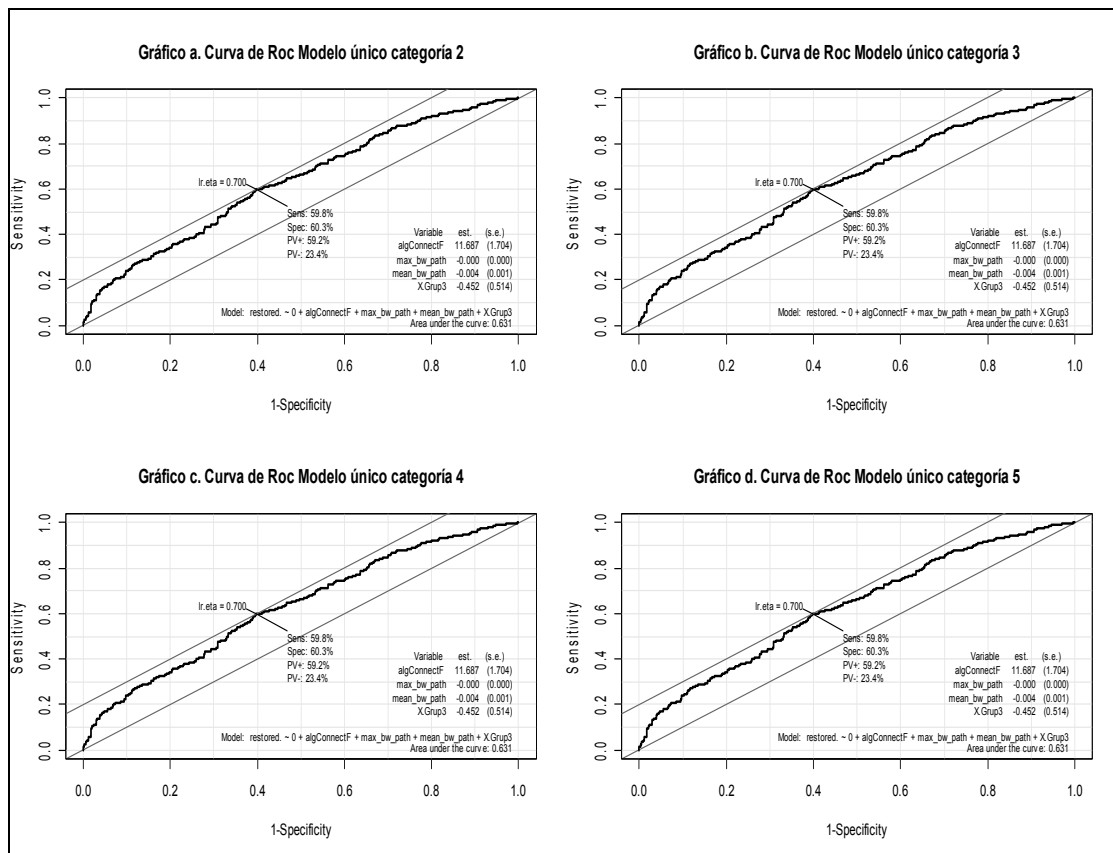 Gráfico a. Curva de Roc Modelo único categoría 2
Sensitivity
0.0 0.2 0.4 0.6 0.8 1.0
lr.eta = 0.700
Sens: 59.8%
Spec: 60.3%
PV+: 59.2%
PV-: 23.4%
Variable est. (s.e.)
algConnectF 11.687 (1.704)
max_bw_path -0.000 (0.000)
mean_bw_path -0.004 (0.001)
X.Grup3 -0.452 (0.514)
Model: restored. ~ 0 + algConnectF + max_bw_path + mean_bw_path + X.Grup3
Area under the curve: 0.631
0.0 0.2 0.4 0.6 0.8 1.0
1-Specificity
Gráfico b. Curva de Roc Modelo único categoría 3
Sensitivity
0.0 0.2 0.4 0.6 0.8 1.0
lr.eta = 0.700
Sens: 59.8%
Spec: 60.3%
PV+: 59.2%
PV-: 23.4%
Variable est. (s.e.)
algConnectF 11.687 (1.704)
max_bw_path -0.000 (0.000)
mean_bw_path -0.004 (0.001)
X.Grup3 -0.452 (0.514)
Model: restored. ~ 0 + algConnectF + max_bw_path + mean_bw_path + X.Grup3
Area under the curve: 0.631
0.0 0.2 0.4 0.6 0.8 1.0
1-Specificity
Gráfico c. Curva de Roc Modelo único categoría 4
Sensitivity
0.0 0.2 0.4 0.6 0.8 1.0
lr.eta = 0.700
Sens: 59.8%
Spec: 60.3%
PV+: 59.2%
PV-: 23.4%
Variable est. (s.e.)
algConnectF 11.687 (1.704)
max_bw_path -0.000 (0.000)
mean_bw_path -0.004 (0.001)
X.Grup3 -0.452 (0.514)
Model: restored. ~ 0 + algConnectF + max_bw_path + mean_bw_path + X.Grup3
Area under the curve: 0.631
0.0 0.2 0.4 0.6 0.8 1.0
1-Specificity
Gráfico d. Curva de Roc Modelo único categoría 5
Sensitivity
0.0 0.2 0.4 0.6 0.8 1.0
lr.eta = 0.700
Sens: 59.8%
Spec: 60.3%
PV+: 59.2%
PV-: 23.4%
Variable est. (s.e.)
algConnectF 11.687 (1.704)
max_bw_path -0.000 (0.000)
mean_bw_path -0.004 (0.001)
X.Grup3 -0.452 (0.514)
Model: restored. ~ 0 + algConnectF + max_bw_path + mean_bw_path + X.Grup3
Area under the curve: 0.631
0.0 0.2 0.4 0.6 0.8 1.0
1-Specificity